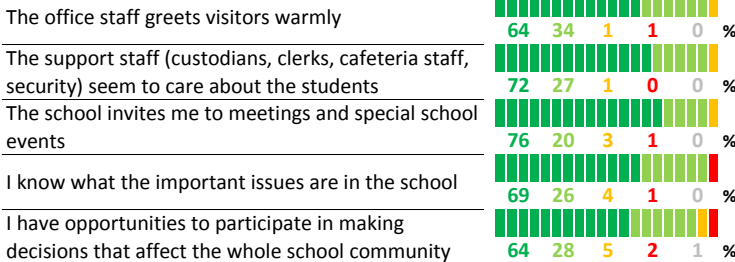 The office staff greets visitors warmly
64 34 1 1 0 %
The support staff (custodians, clerks, cafeteria staff,
security) seem to care about the students
72 27 1 0 0 %
The school invites me to meetings and special school
events
76 20 3 1 0 %
I know what the important issues are in the school
69 26 4 1 0 %
I have opportunities to participate in making
decisions that affect the whole school community
64 28 5 2 1 %